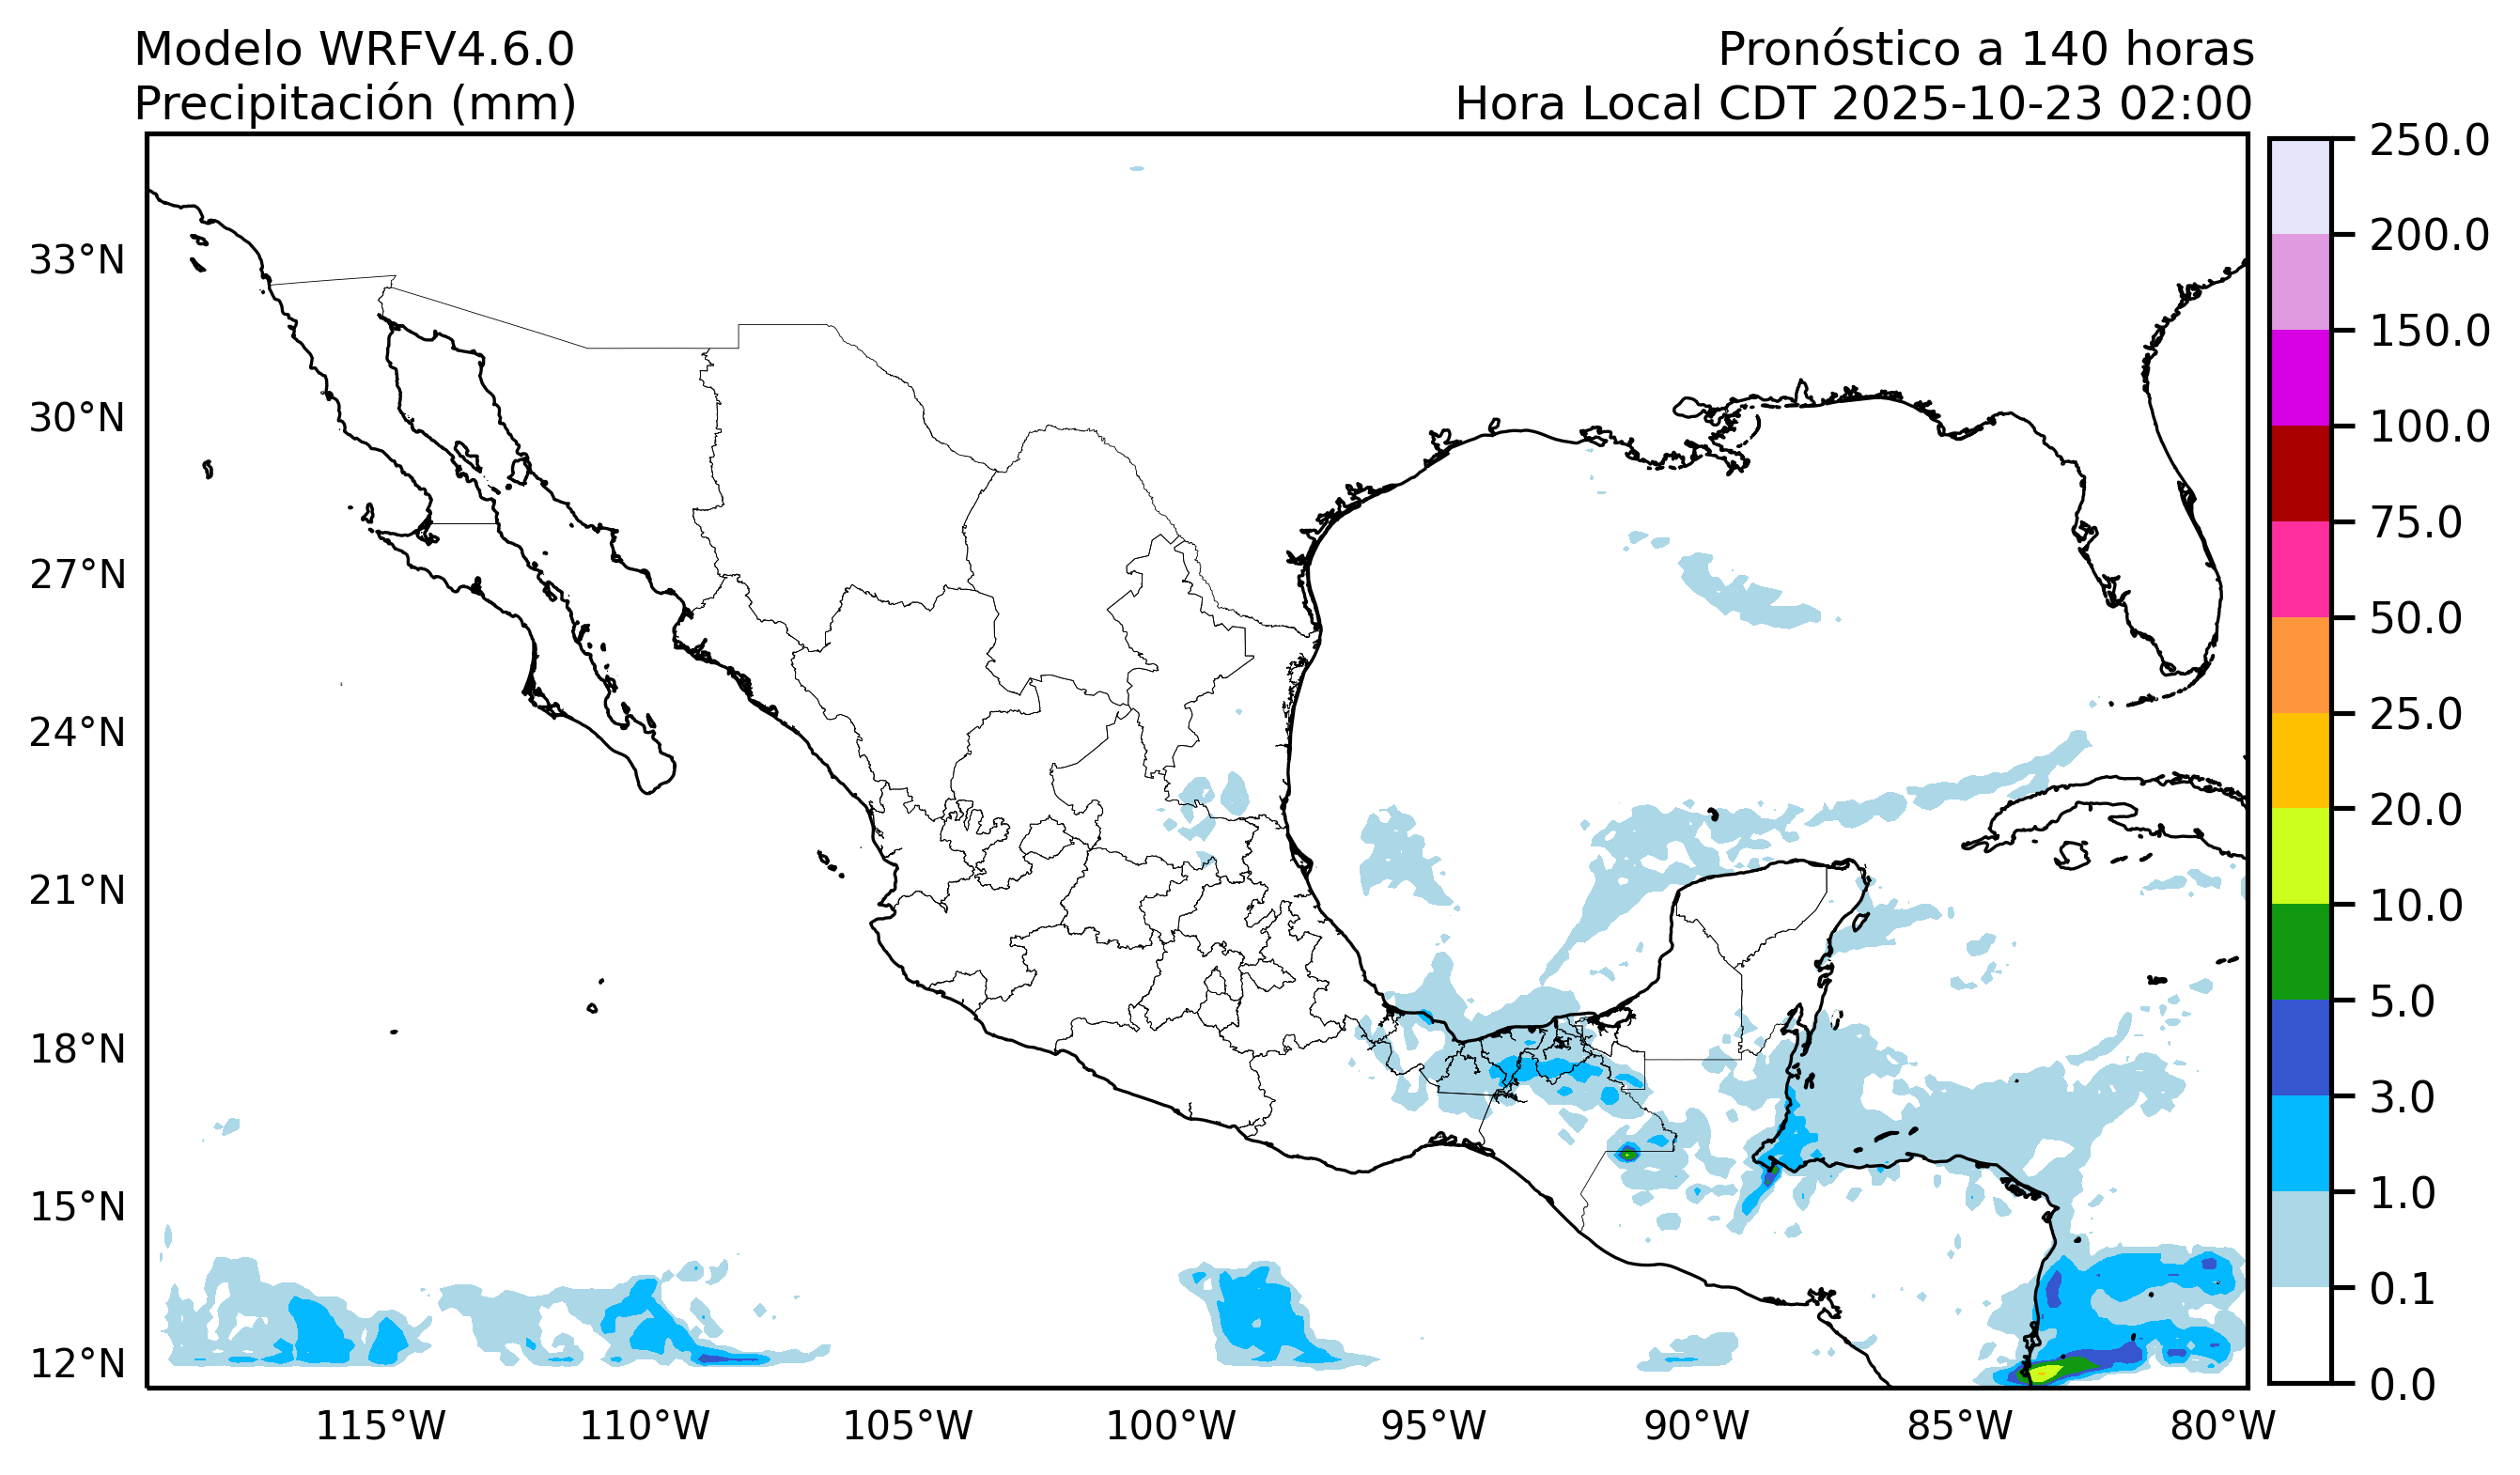 Modelo WRFV4.6.0
Precipitación (mm)
Pronóstico a 140 horas
Hora Local CDT 2025-10-23 02:00
33°N
30°N
27°N
24°N
21°N
18°N
15°N
12°N
115°W
110°W
105°W
100°W
95°W
90°W
85°W
80°W
250.0
200.0
150.0
100.0
75.0
50.0
25.0
20.0
10.0
5.0
3.0
1.0
0.1
0.0